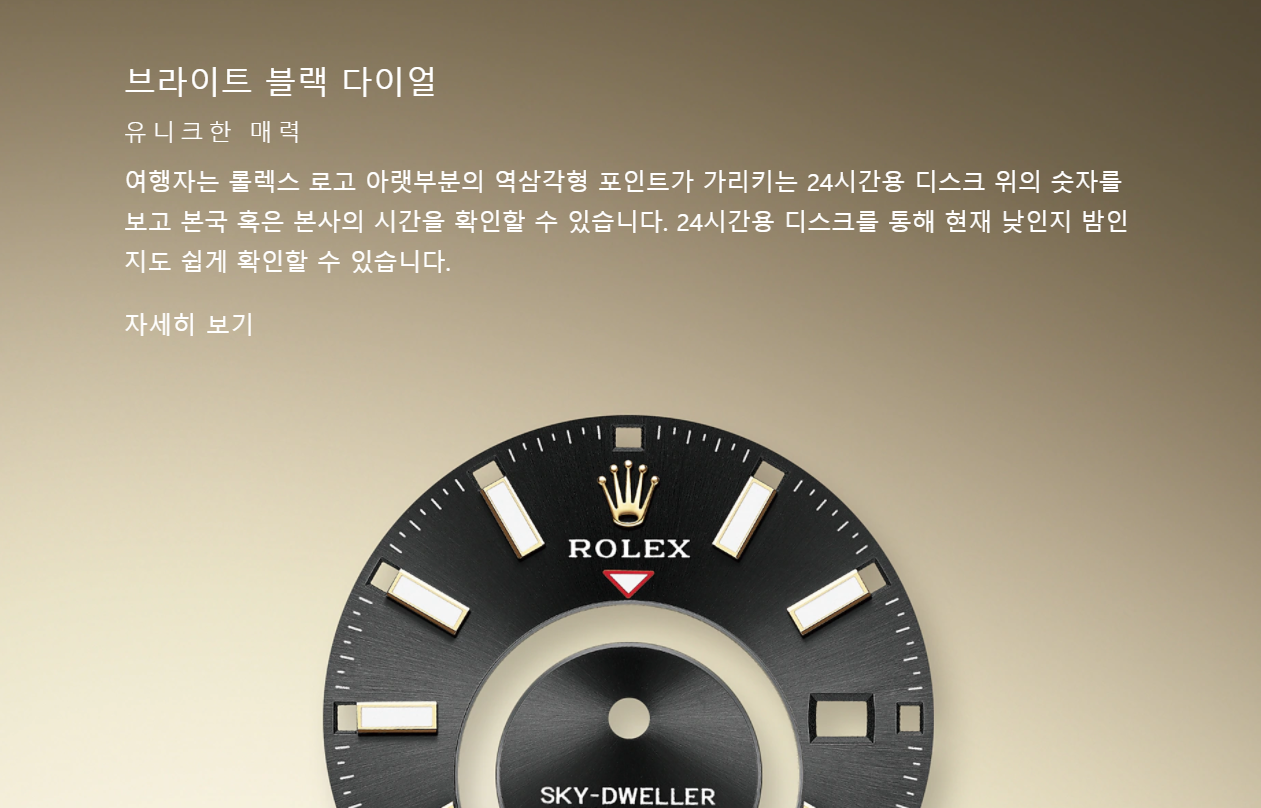 브라이트 블랙 다이얼
유니크한 매력
여행자는 롤렉스 로고 아랫부분의 역삼각형 포인트가 가리키는 24시간용 디스크 위의 숫자를
보고 본국 혹은 본사의 시간을 확인할 수 있습니다. 24시간용 디스크를 통해 현재 낮인지 밤인
지도 쉽게 확인할 수 있습니다.
자세히 보기
ROLEX
SKY-DWELLER